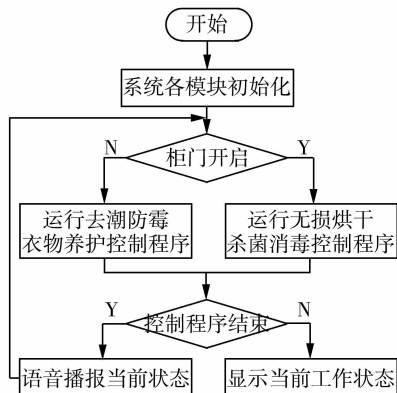 开始
系统各模块初始化
柜门开启
N
Y
运行去潮防霉
衣物养护控制程序
运行无损烘干
杀菌消毒控制程序
控制程序结束
Y
N
语音播报当前状态
显示当前工作状态